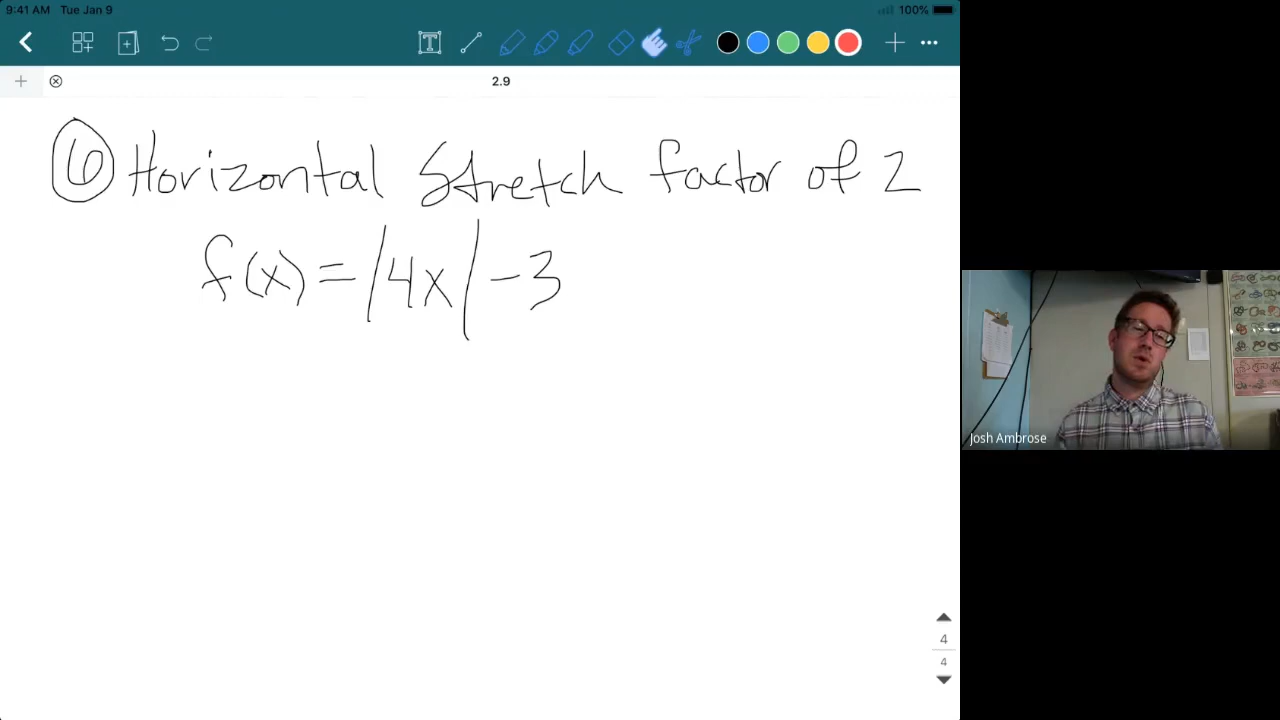 9:41 AM Tue Jan 9 100%
T
2.9
6 Horizontal Stretch factor of 2
f(x) = |4x| - 3
Josh Ambrose
4
4